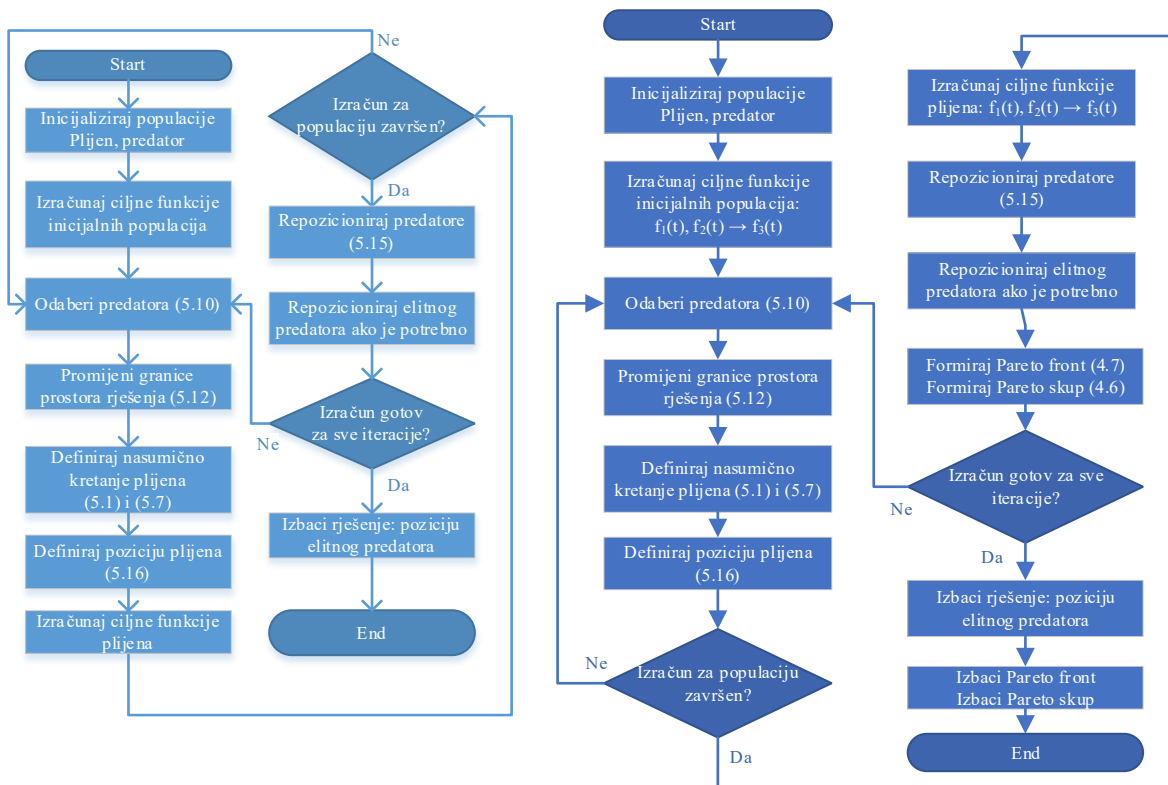 Start
Inicijaliziraj populacije
Plijen, predator
Izračunaj ciljne funkcije
inicijalnih populacija
Odaberi predatora (5.10)
Promijeni granice
prostora rješenja (5.12)
Definiraj nasumično
kretanje plijena
(5.1) i (5.7)
Definiraj poziciju plijena
(5.16)
Izračunaj ciljne funkcije
plijena
Ne
Izračun za
populaciju završen?
Da
Repozicioniraj predatore
(5.15)
Repozicioniraj elitnog
predatora ako je potrebno
Izračun gotov
za sve iteracije?
Ne
Da
Izbaci rješenje: poziciju
elitnog predatora
End
Start
Inicijaliziraj populacije
Plijen, predator
Izračunaj ciljne funkcije
inicijalnih populacija:
f₁(t), f₂(t) → f₃(t)
Odaberi predatora (5.10)
Promijeni granice prostora
rješenja (5.12)
Definiraj nasumično
kretanje plijena (5.1) i (5.7)
Definiraj poziciju plijena
(5.16)
Ne
Izračun za populaciju
završen?
Da
Izračunaj ciljne funkcije
plijena: f₁(t), f₂(t) → f₃(t)
Repozicioniraj predatore
(5.15)
Repozicioniraj elitnog
predatora ako je potrebno
Formiraj Pareto front (4.7)
Formiraj Pareto skup (4.6)
Izračun gotov za sve
iteracije?
Ne
Da
Izbaci rješenje: poziciju
elitnog predatora
Izbaci Pareto front
Izbaci Pareto skup
End